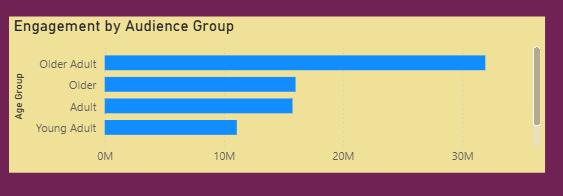 Engagement by Audience Group
Age Group
Older Adult
Older
Adult
Young Adult
0M 10M 20M 30M